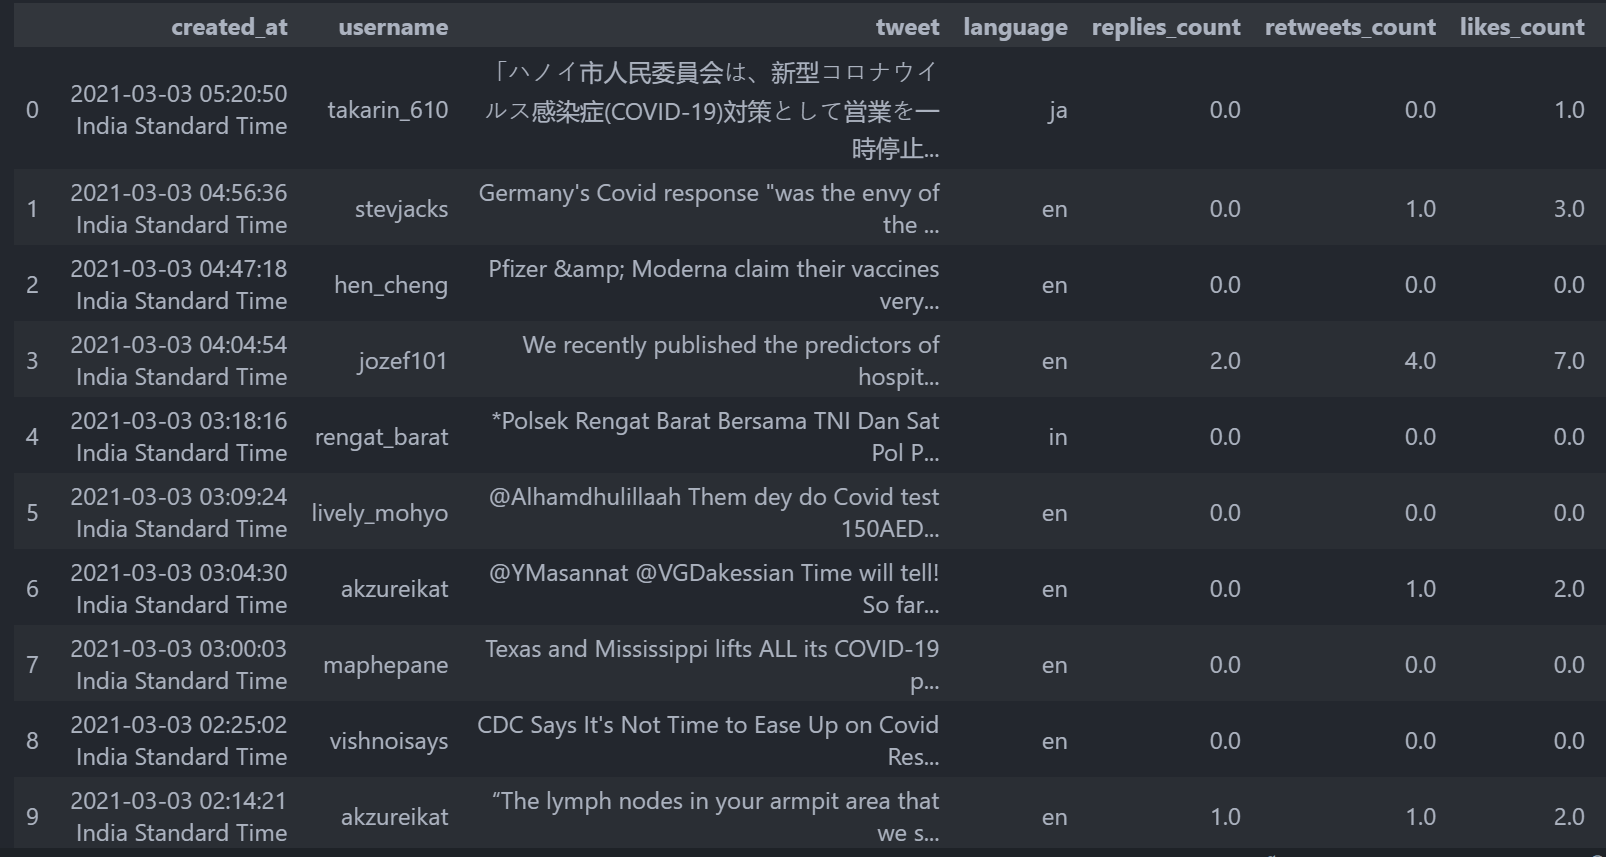 created_at username tweet language replies_count retweets_count likes_count
0 2021-03-03 05:20:50 India Standard Time takarin_610 「ハノイ市人民委員会は、新型コロナウイ
ルス感染症(COVID-19)対策として営業を一
時停止... ja 0.0 0.0 1.0
1 2021-03-03 04:56:36 India Standard Time stevjacks Germany's Covid response "was the envy of
the ... en 0.0 1.0 3.0
2 2021-03-03 04:47:18 India Standard Time hen_cheng Pfizer &amp; Moderna claim their vaccines
very... en 0.0 0.0 0.0
3 2021-03-03 04:04:54 India Standard Time jozef101 We recently published the predictors of
hospit... en 2.0 4.0 7.0
4 2021-03-03 03:18:16 India Standard Time rengat_barat *Polsek Rengat Barat Bersama TNI Dan Sat
Pol P... in 0.0 0.0 0.0
5 2021-03-03 03:09:24 India Standard Time lively_mohyo @Alhamdhulillaah Them dey do Covid test
150AED... en 0.0 0.0 0.0
6 2021-03-03 03:04:30 India Standard Time akzureikat @YMasannat @VGDakessian Time will tell!
So far... en 0.0 1.0 2.0
7 2021-03-03 03:00:03 India Standard Time maphepane Texas and Mississippi lifts ALL its COVID-19
p... en 0.0 0.0 0.0
8 2021-03-03 02:25:02 India Standard Time vishnoisays CDC Says It's Not Time to Ease Up on Covid
Res... en 0.0 0.0 0.0
9 2021-03-03 02:14:21 India Standard Time akzureikat “The lymph nodes in your armpit area that
we s... en 1.0 1.0 2.0